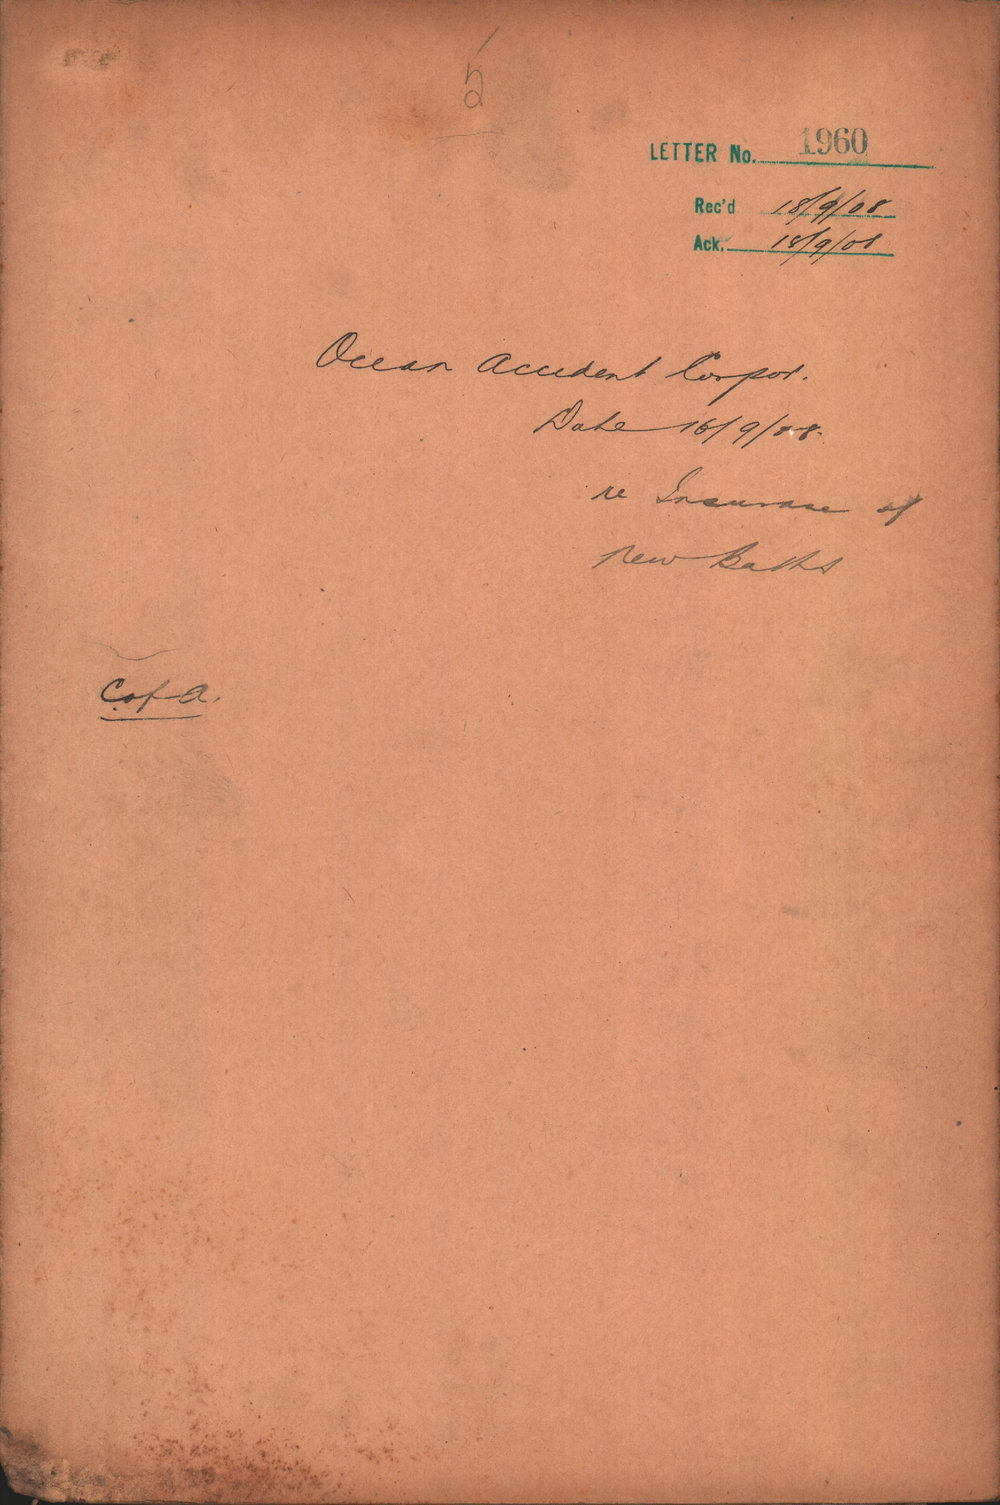 5
LETTER No. 1960
Rec'd 18/9/08
Ack. 18/9/08
Ocean Accident Corpor.
Date 16/9/08.
re Insurance of
New Baths
C of A.